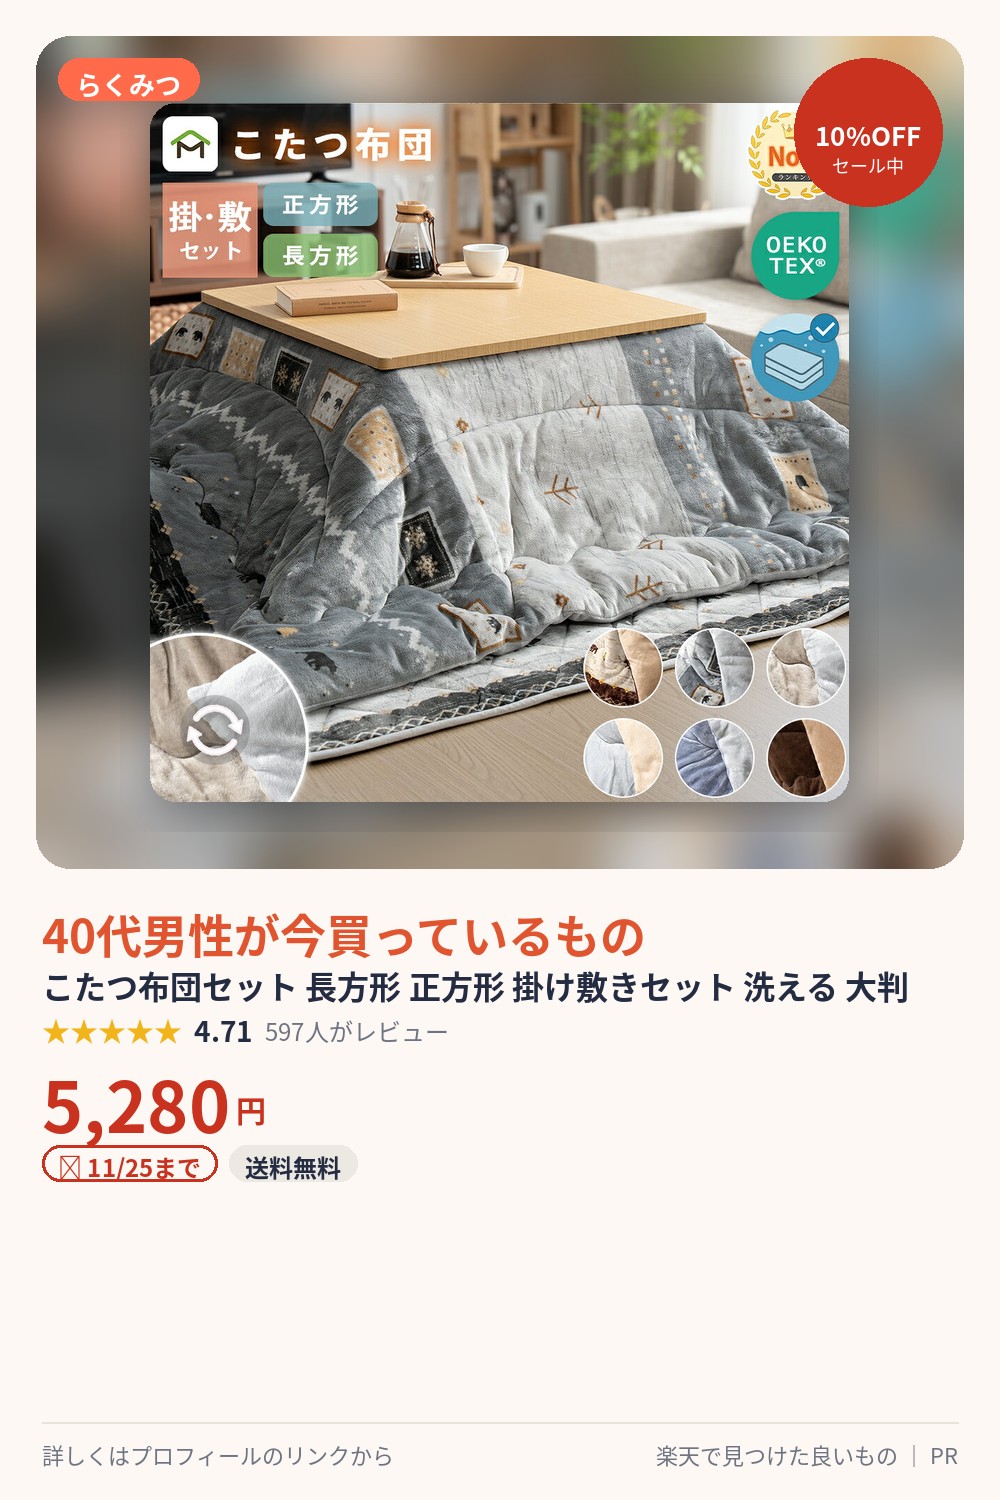 らくみつ
こたつ布団
掛・敷
セット
正方形
長方形
No
10%OFF
セール中
OEKO
TEX®
40代男性が今買っているもの
こたつ布団セット 長方形 正方形 掛け敷きセット 洗える 大判
★★★★★ 4.71 597人がレビュー
5,280円
11/25まで 送料無料
詳しくはプロフィールのリンクから
楽天で見つけた良いもの | PR